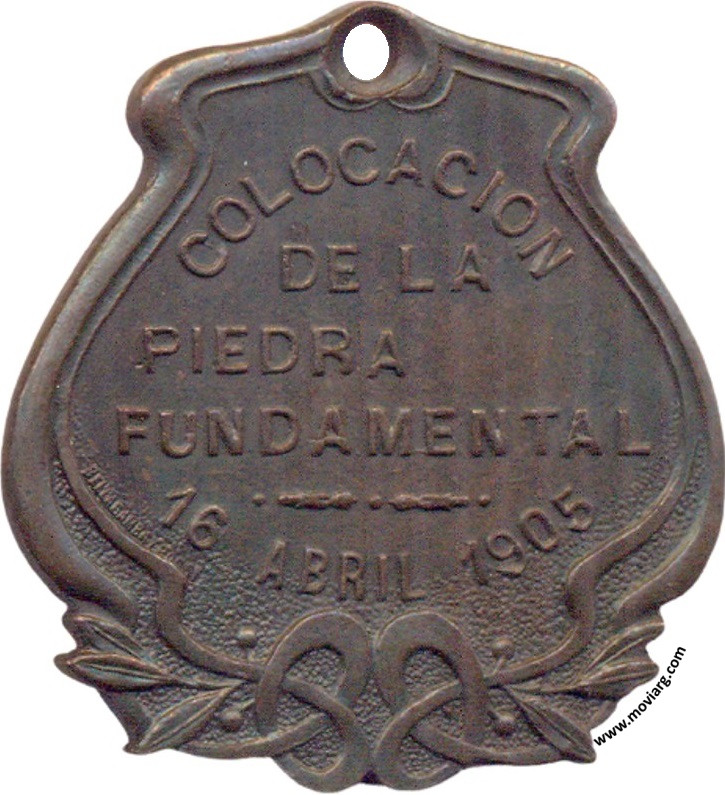 COLOCACION
DE LA
PIEDRA
FUNDAMENTAL
16 ABRIL 1905
www.moviarg.com